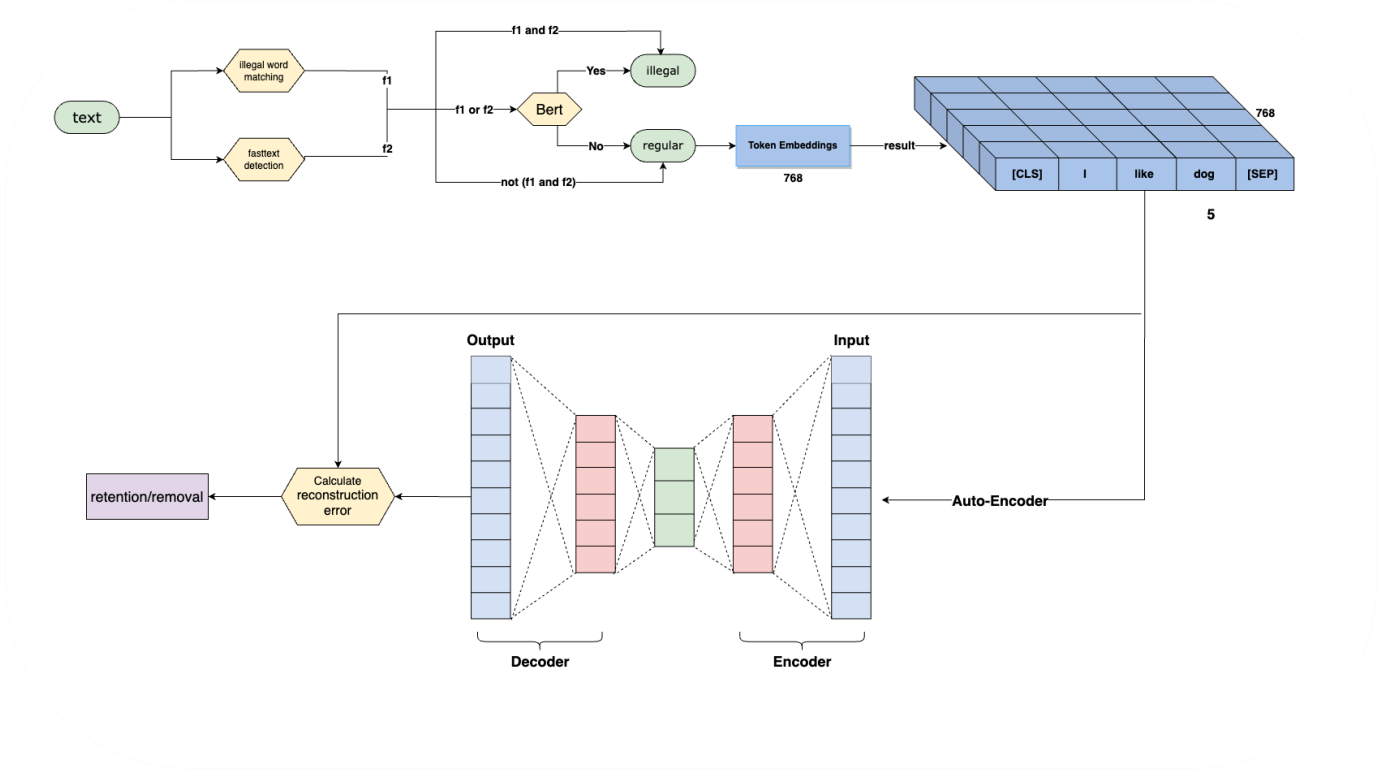 f1 and f2
illegal word
matching
f1
Yes
illegal
text
f1 or f2
Bert
768
fasttext
detection
f2
No
regular
Token Embeddings
result
not (f1 and f2)
768
[CLS]
I
like
dog
[SEP]
5
Output
Input
Calculate
reconstruction
error
retention/removal
Auto-Encoder
Decoder
Encoder